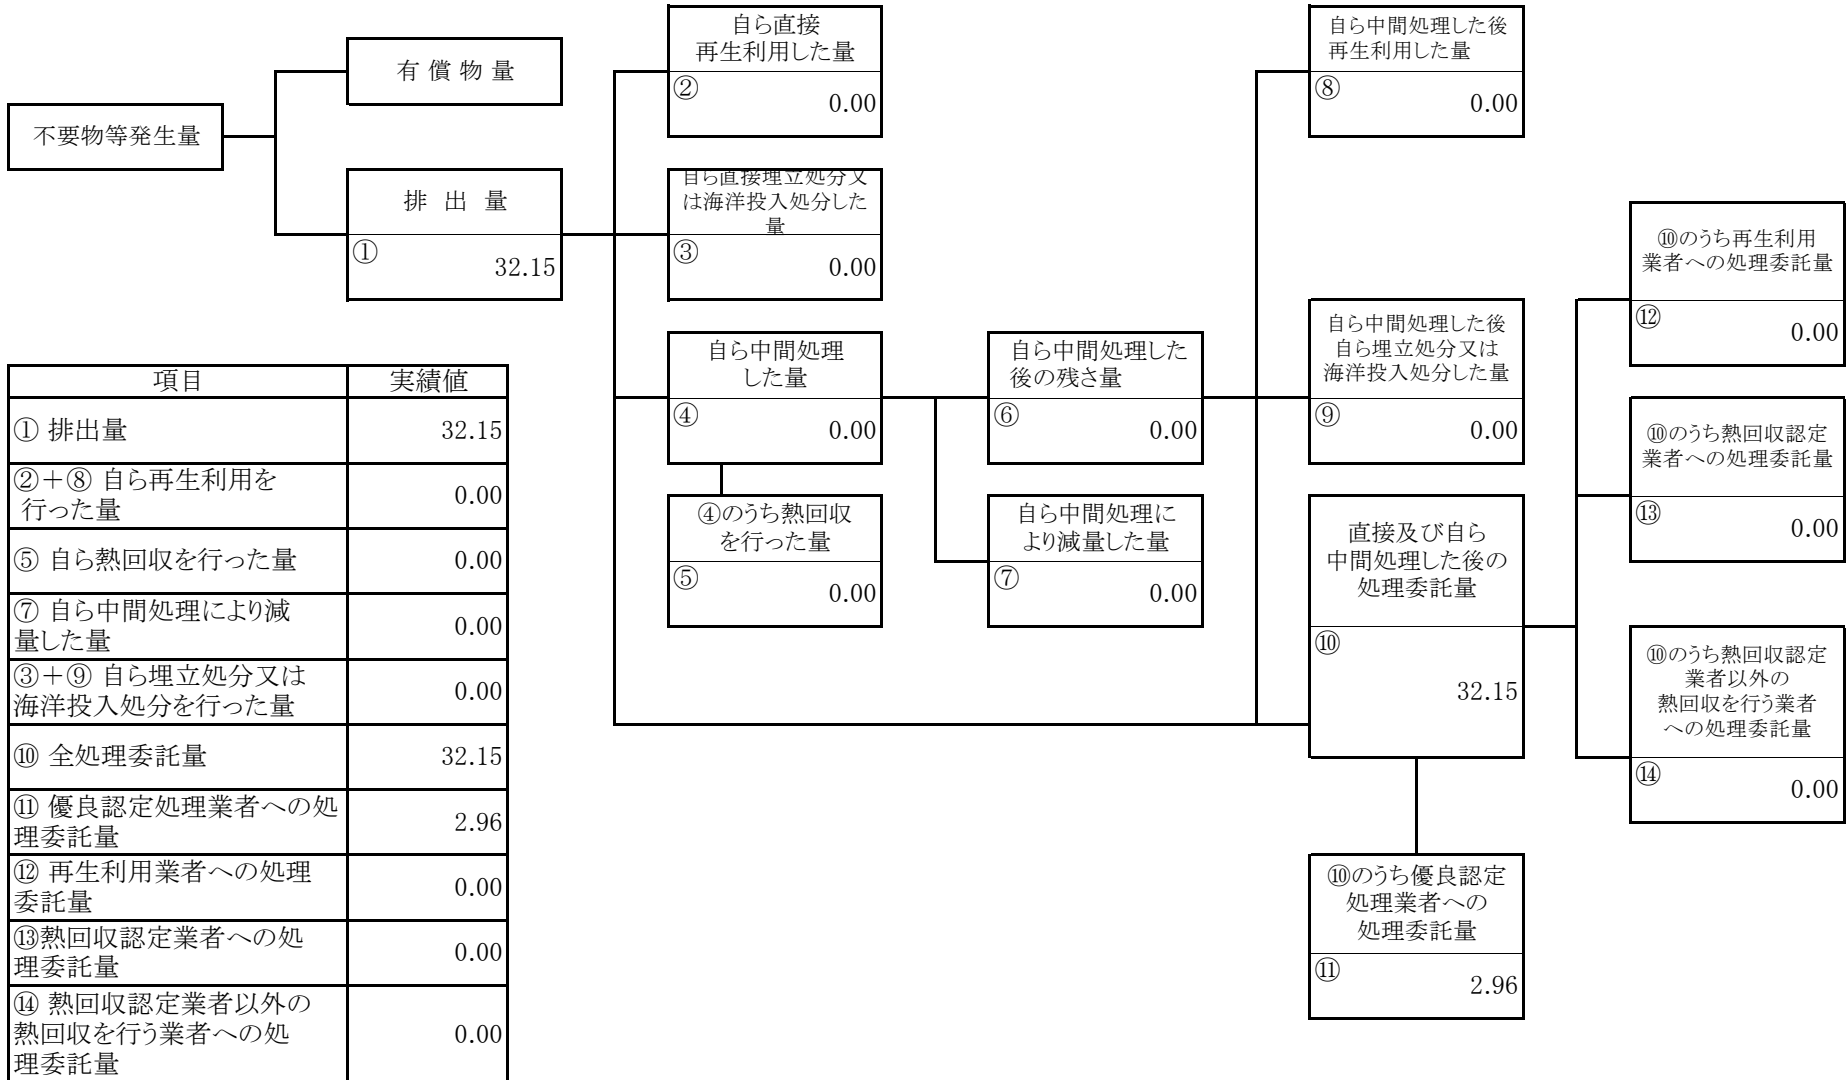 不要物等発生量
有 償 物 量
排 出 量
①
32.15
自ら直接
再生利用した量
②
0.00
自ら直接埋立処分又
は海洋投入処分した
量
③
0.00
自ら中間処理
した量
④
0.00
④のうち熱回収
を行った量
⑤
0.00
自ら中間処理した
後の残さ量
⑥
0.00
自ら中間処理に
より減量した量
⑦
0.00
自ら中間処理した後
再生利用した量
⑧
0.00
自ら中間処理した後
自ら埋立処分又は
海洋投入処分した量
⑨
0.00
直接及び自ら
中間処理した後の
処理委託量
⑩
32.15
⑩のうち優良認定
処理業者への
処理委託量
⑪
2.96
⑩のうち再生利用
業者への処理委託量
⑫
0.00
⑩のうち熱回収認定
業者への処理委託量
⑬
0.00
⑩のうち熱回収認定
業者以外の
熱回収を行う業者
への処理委託量
⑭
0.00
項目 実績値
① 排出量 32.15
②＋⑧ 自ら再生利用を
行った量
0.00
⑤ 自ら熱回収を行った量 0.00
⑦ 自ら中間処理により減
量した量
0.00
③＋⑨ 自ら埋立処分又は
海洋投入処分を行った量
0.00
⑩ 全処理委託量 32.15
⑪ 優良認定処理業者への処
理委託量
2.96
⑫ 再生利用業者への処理
委託量
0.00
⑬熱回収認定業者への処
理委託量
0.00
⑭ 熱回収認定業者以外の
熱回収を行う業者への処
理委託量
0.00